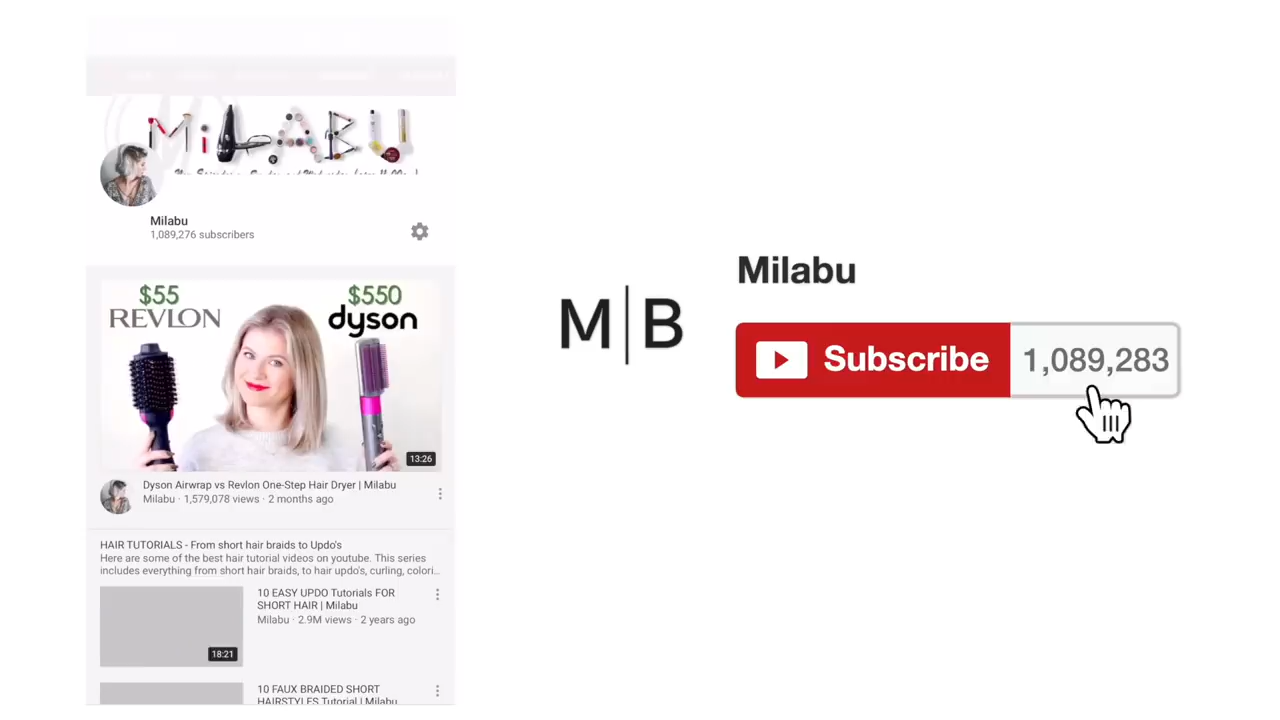 MiLABU
Milabu
1,089,276 subscribers
$55
REVLON
$550
dyson
13:26
Dyson Airwrap vs Revlon One-Step Hair Dryer | Milabu
Milabu · 1,579,078 views · 2 months ago
HAIR TUTORIALS - From short hair braids to Updo's
Here are some of the best hair tutorial videos on youtube. This series
includes everything from short hair braids, to hair updo's, curling, colori...
10 EASY UPDO Tutorials FOR
SHORT HAIR | Milabu
Milabu · 2.9M views · 2 years ago
18:21
10 FAUX BRAIDED SHORT
HAIRSTYLES Tutorial | Milabu
M|B
Milabu
Subscribe
1,089,283